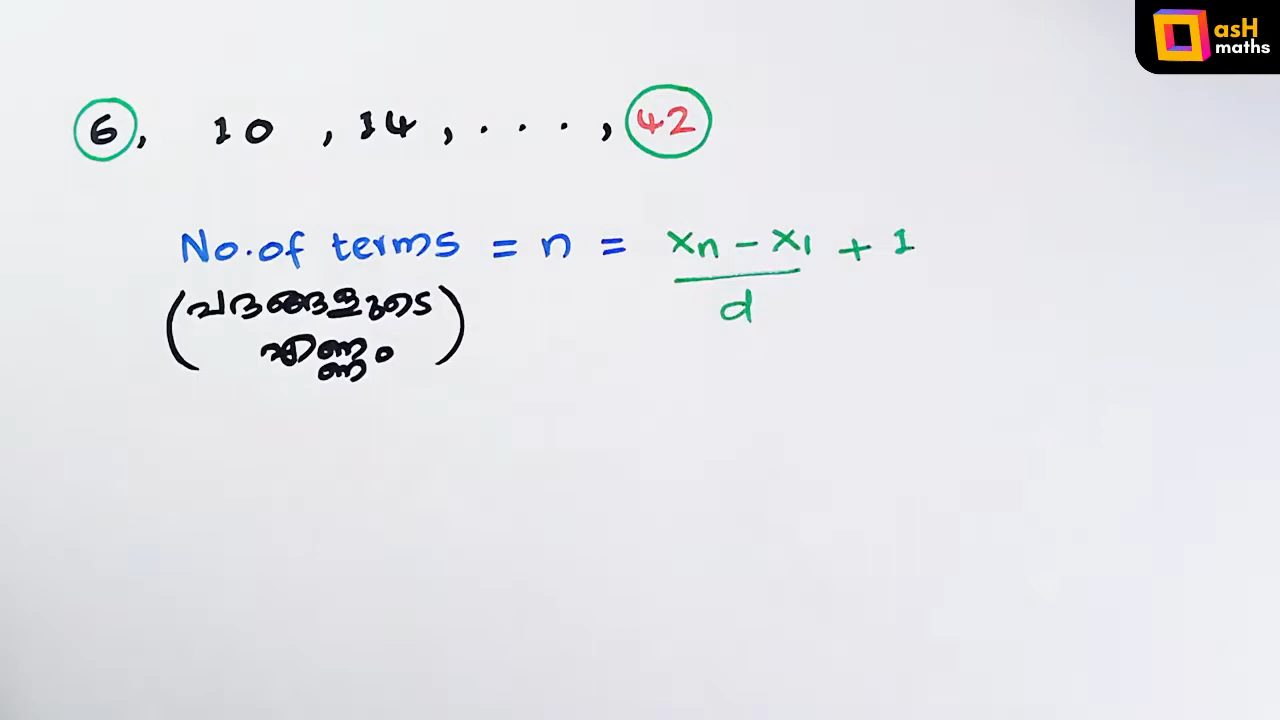 asH
maths
6, 10, 14, . . . , 42
No. of terms = n = xn - x1 / d + 1
(പദങ്ങളുടെ
എണ്ണം)